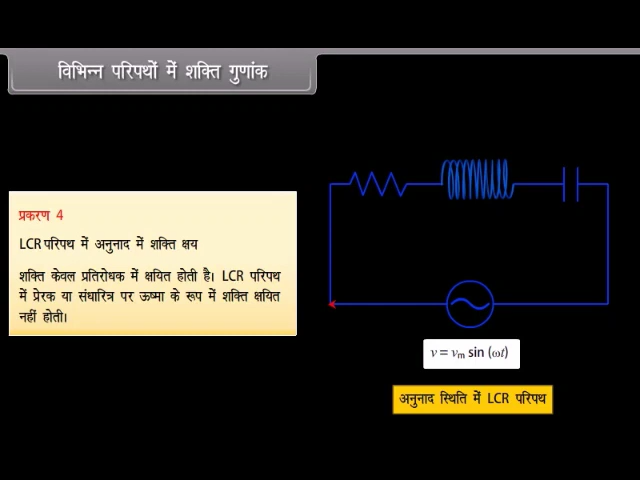 विभिन्न परिपथों में शक्ति गुणांक
प्रकरण 4
LCR परिपथ में अनुनाद में शक्ति क्षय
शक्ति केवल प्रतिरोधक में क्षयित होती है। LCR परिपथ
में प्रेरक या संधारित्र पर ऊष्मा के रूप में शक्ति क्षयित
नहीं होती।
v = vₘ sin (ωt)
अनुनाद स्थिति में LCR परिपथ